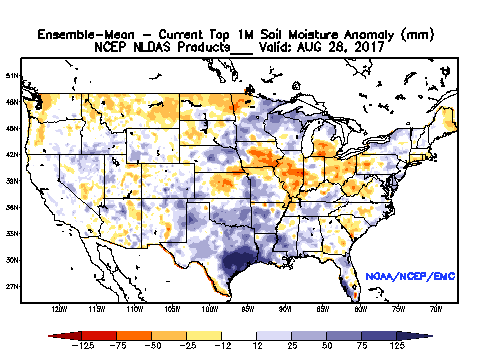 Ensemble-Mean - Current Top 1M Soil Moisture Anomaly (mm)
NCEP NLDAS Products___ Valid: AUG 28, 2017
51N
48N
45N
42N
39N
36N
33N
30N
27N
NOAA/NCEP/EMC
120W 115W 110W 105W 100W 95W 90W 85W 80W 75W 70W
-125 -75 -50 -25 -12 12 25 50 75 125